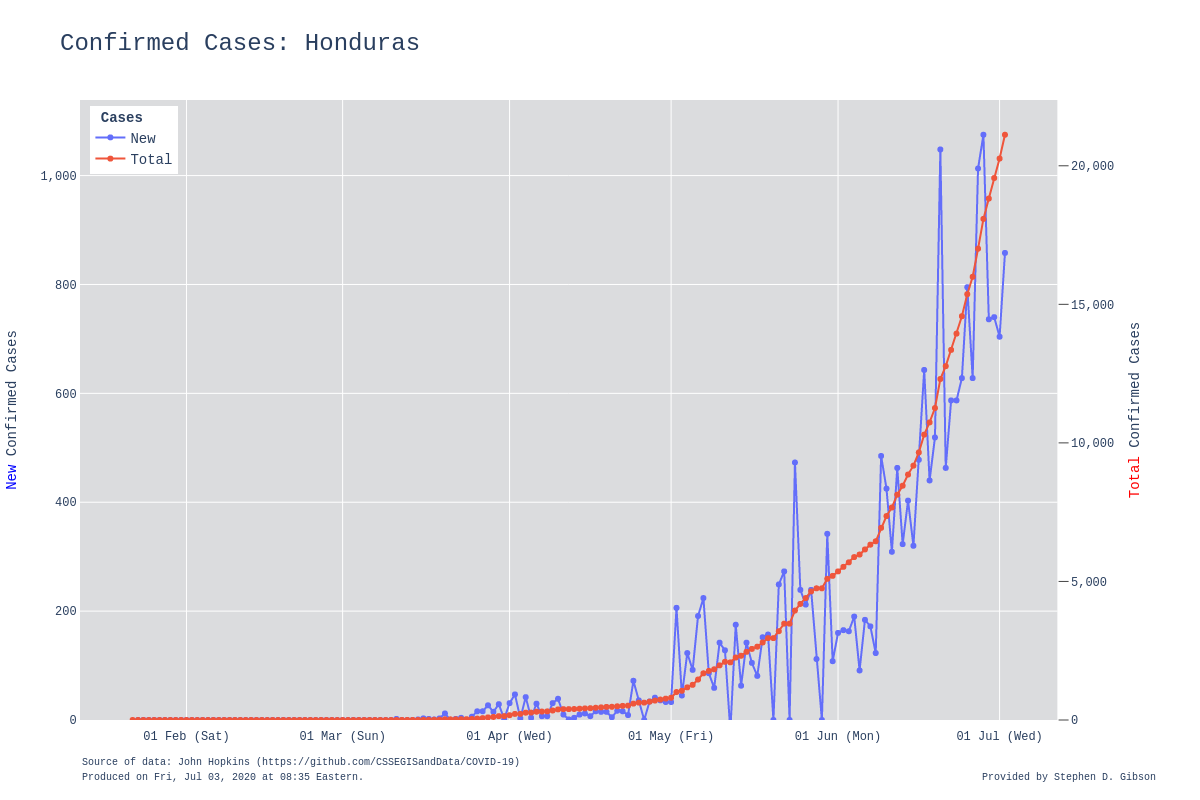 Confirmed Cases: Honduras
Cases
New
Total
1,000
800
600
400
200
0
20,000
15,000
10,000
5,000
0
New Confirmed Cases
Total Confirmed Cases
01 Feb (Sat)
01 Mar (Sun)
01 Apr (Wed)
01 May (Fri)
01 Jun (Mon)
01 Jul (Wed)
Source of data: John Hopkins (https://github.com/CSSEGISandData/COVID-19)
Produced on Fri, Jul 03, 2020 at 08:35 Eastern.
Provided by Stephen D. Gibson